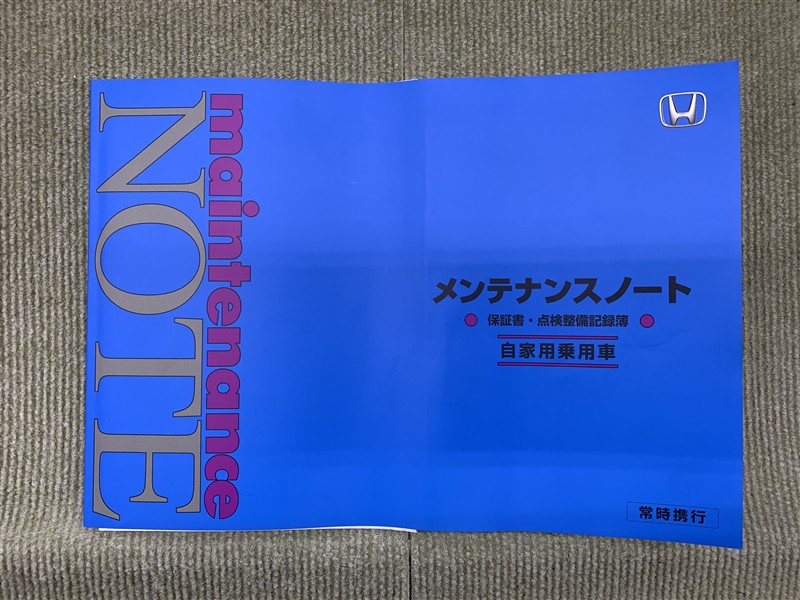 maintenance
NOTE
メンテナンスノート
保証書・点検整備記録簿
自家用乗用車
常時携行